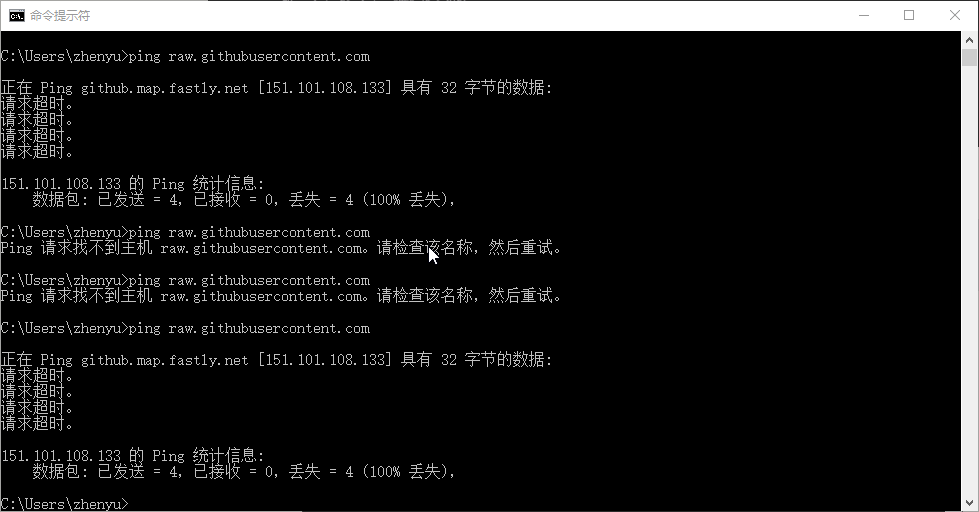 命令提示符
C:\Users\zhenyu>ping raw.githubusercontent.com
正在 Ping github.map.fastly.net [151.101.108.133] 具有 32 字节的数据:
请求超时。
请求超时。
请求超时。
请求超时。
151.101.108.133 的 Ping 统计信息:
    数据包: 已发送 = 4，已接收 = 0，丢失 = 4 (100% 丢失)，
C:\Users\zhenyu>ping raw.githubusercontent.com
Ping 请求找不到主机 raw.githubusercontent.com。请检查该名称，然后重试。
C:\Users\zhenyu>ping raw.githubusercontent.com
Ping 请求找不到主机 raw.githubusercontent.com。请检查该名称，然后重试。
C:\Users\zhenyu>ping raw.githubusercontent.com
正在 Ping github.map.fastly.net [151.101.108.133] 具有 32 字节的数据:
请求超时。
请求超时。
请求超时。
请求超时。
151.101.108.133 的 Ping 统计信息:
    数据包: 已发送 = 4，已接收 = 0，丢失 = 4 (100% 丢失)，
C:\Users\zhenyu>